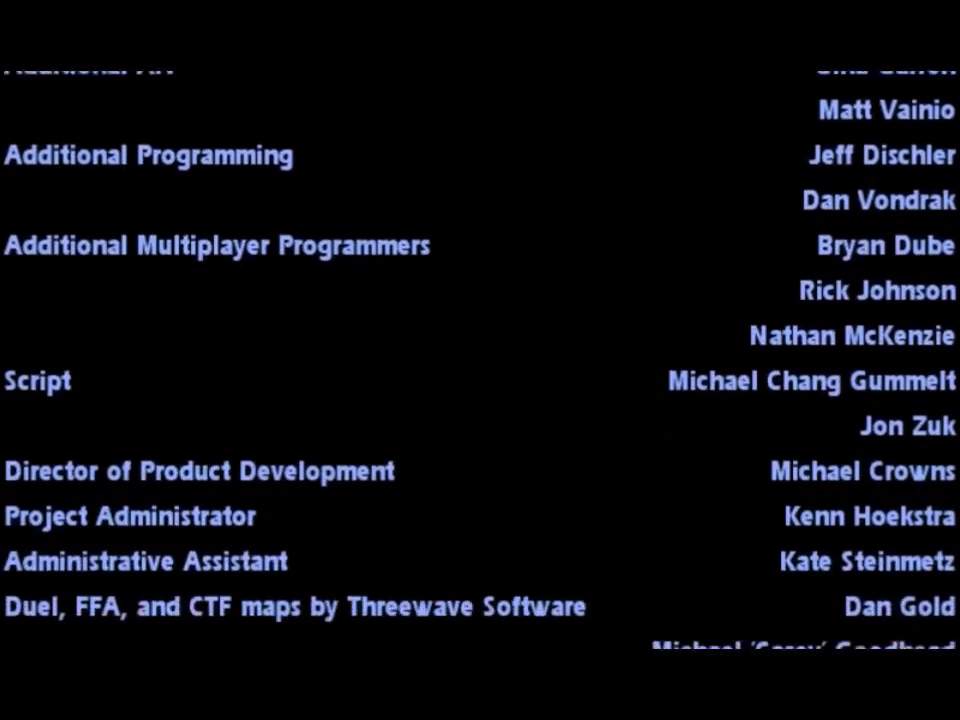 Matt Vainio
Additional Programming Jeff Dischler
Dan Vondrak
Additional Multiplayer Programmers Bryan Dube
Rick Johnson
Nathan McKenzie
Script Michael Chang Gummelt
Jon Zuk
Director of Product Development Michael Crowns
Project Administrator Kenn Hoekstra
Administrative Assistant Kate Steinmetz
Duel, FFA, and CTF maps by Threewave Software Dan Gold